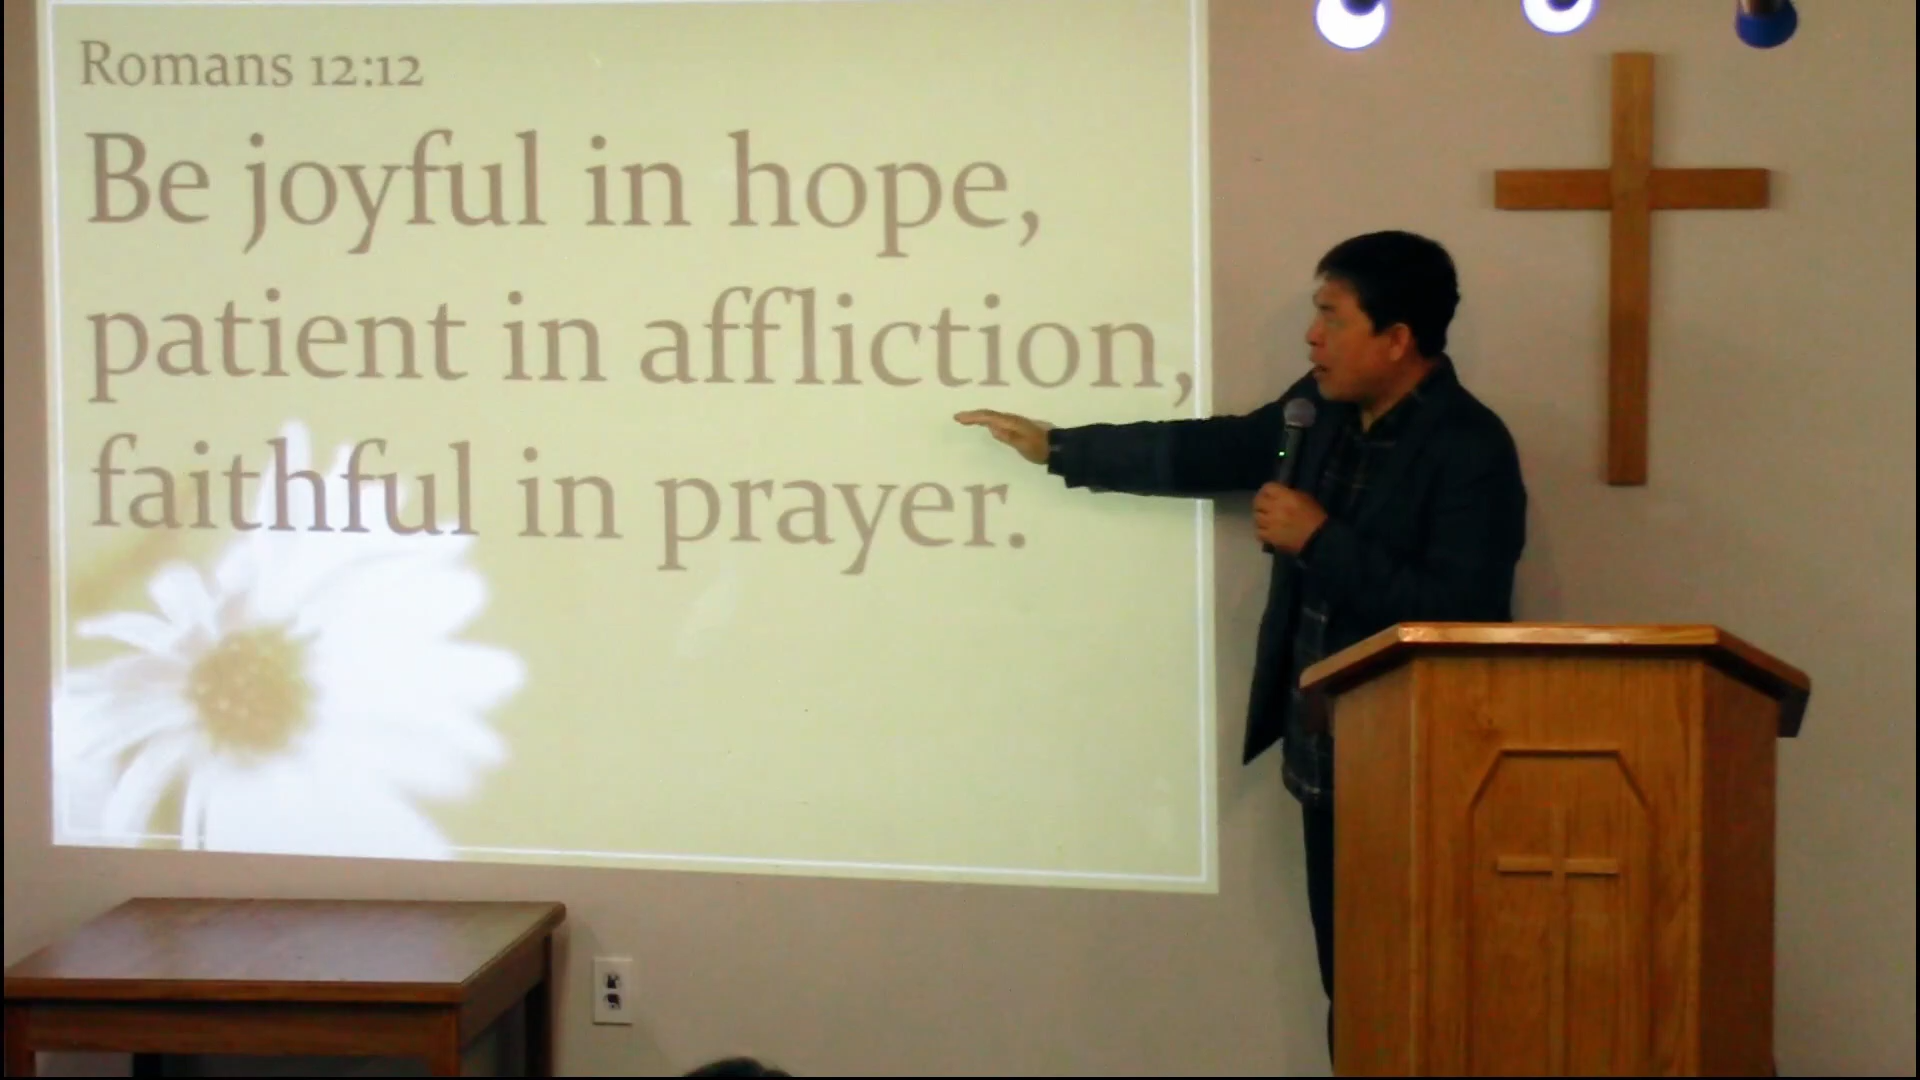 Romans 12:12
Be joyful in hope,
patient in affliction,
faithful in prayer.